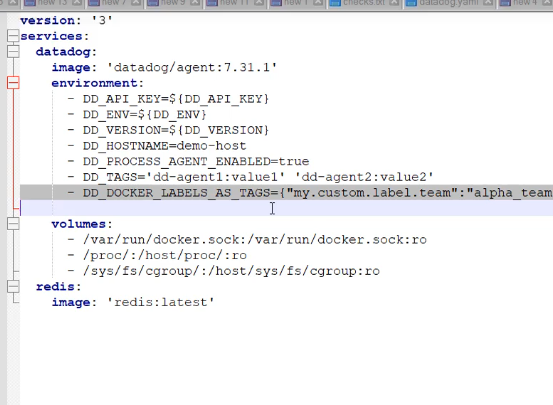 new 13 new 7 new 9 new 11 new 1 checks.txt datadog.yaml new 4
version: '3'
services:
datadog:
image: 'datadog/agent:7.31.1'
environment:
- DD_API_KEY=${DD_API_KEY}
- DD_ENV=${DD_ENV}
- DD_VERSION=${DD_VERSION}
- DD_HOSTNAME=demo-host
- DD_PROCESS_AGENT_ENABLED=true
- DD_TAGS='dd-agent1:value1' 'dd-agent2:value2'
- DD_DOCKER_LABELS_AS_TAGS={"my.custom.label.team":"alpha_team
volumes:
- /var/run/docker.sock:/var/run/docker.sock:ro
- /proc/:/host/proc/:ro
- /sys/fs/cgroup/:/host/sys/fs/cgroup:ro
redis:
image: 'redis:latest'